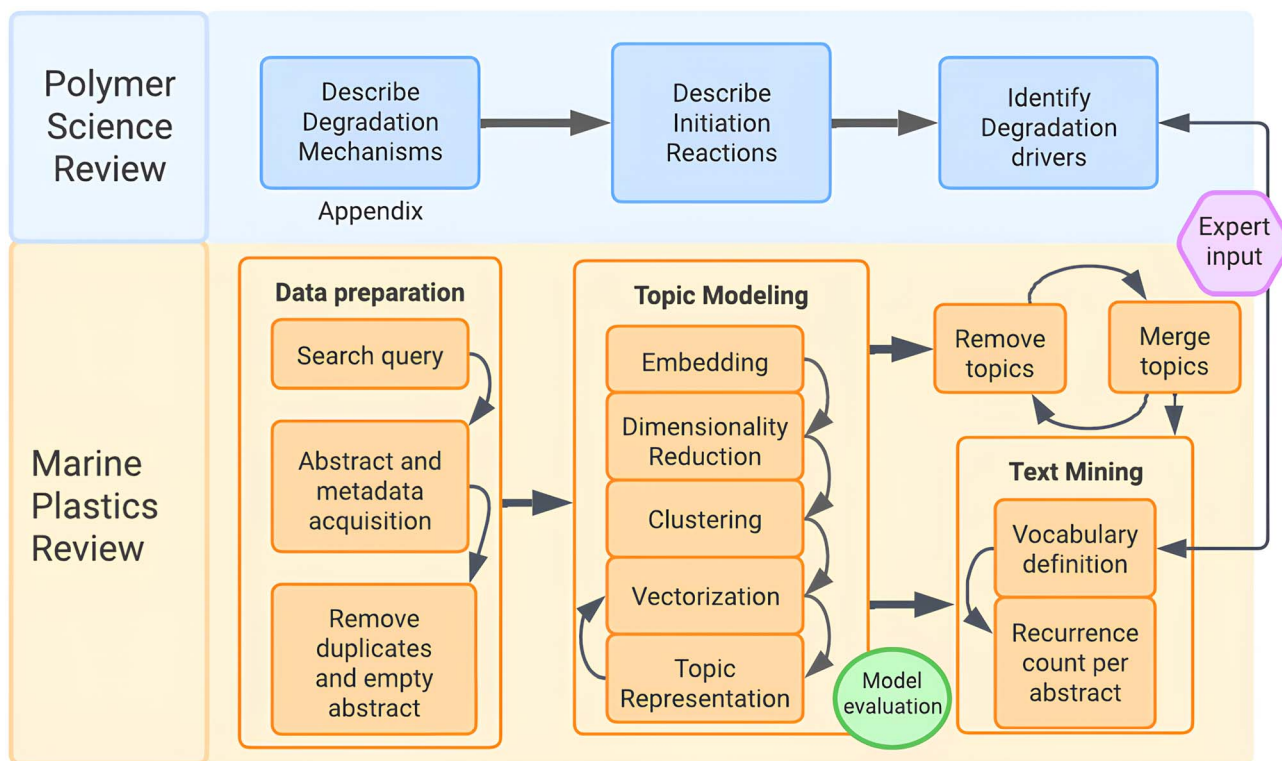 Polymer
Science
Review
Describe
Degradation
Mechanisms
Appendix
Describe
Initiation
Reactions
Identify
Degradation
drivers
Expert
input
Marine
Plastics
Review
Data preparation
Search query
Abstract and
metadata
acquisition
Remove
duplicates
and empty
abstract
Topic Modeling
Embedding
Dimensionality
Reduction
Clustering
Vectorization
Topic
Representation
Model
evaluation
Remove
topics
Merge
topics
Text Mining
Vocabulary
definition
Recurrence
count per
abstract